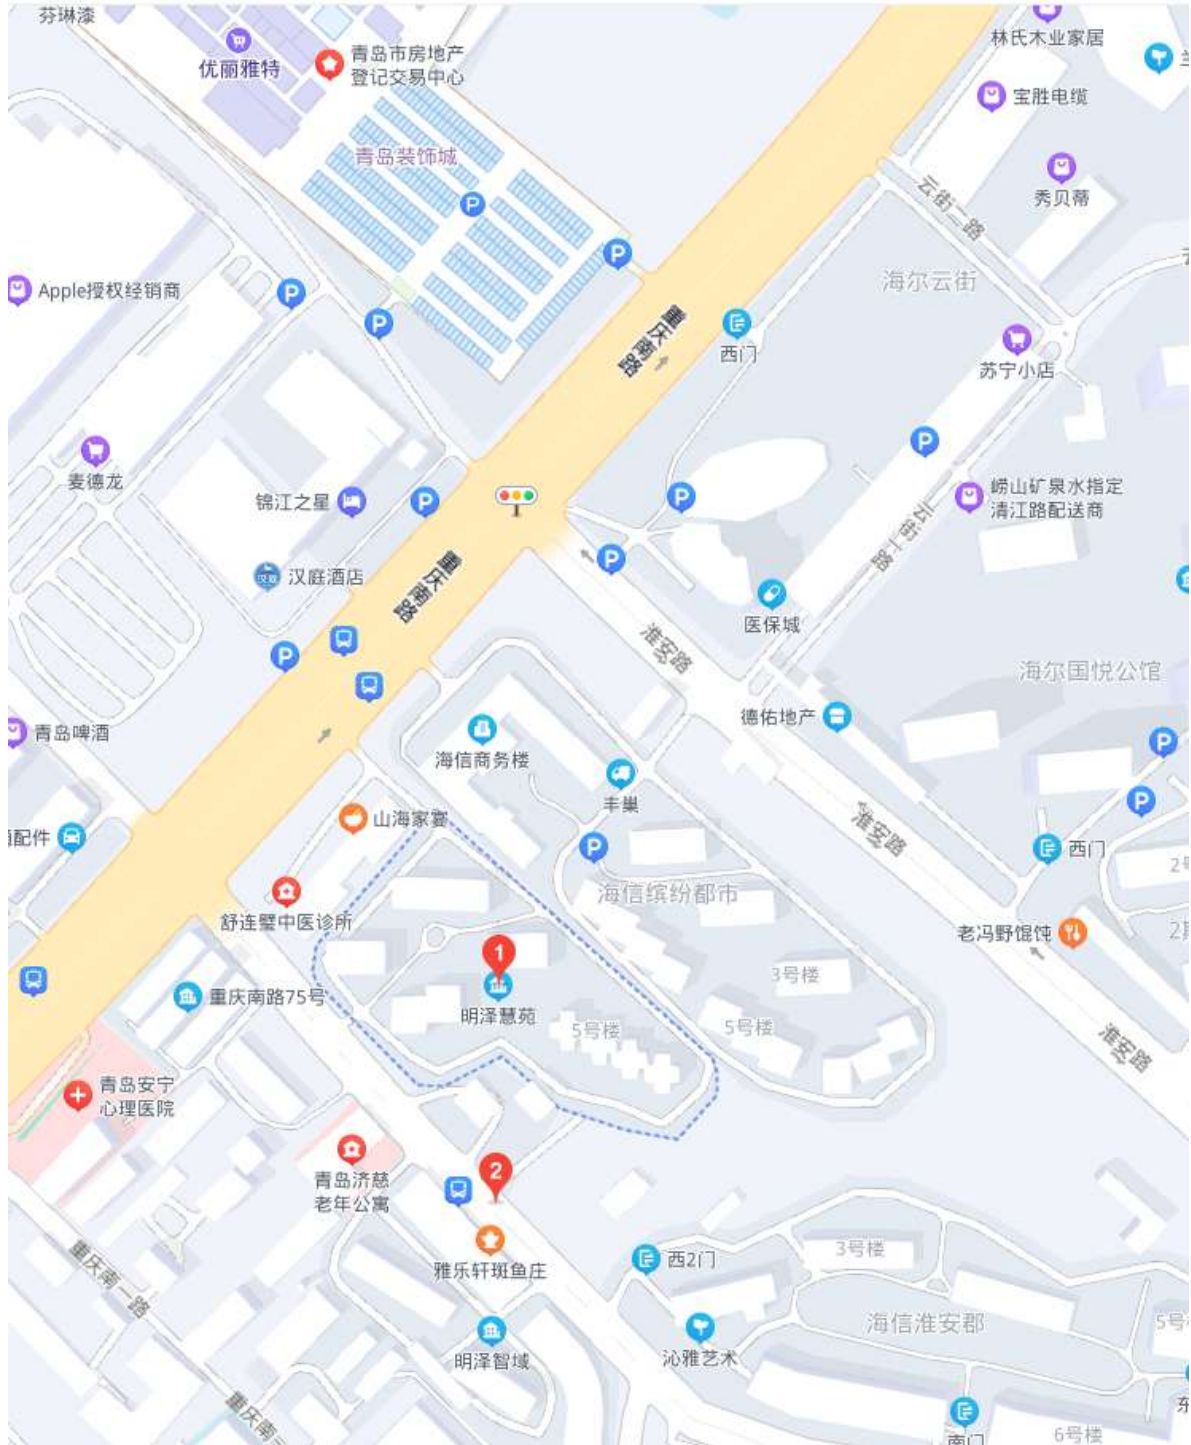 芬琳漆
优丽雅特
青岛市房地产
登记交易中心
林氏木业家居
宝胜电缆
青岛装饰城
P
秀贝蒂
云街二路
P
海尔云街
Apple授权经销商
P
P
重庆南路
西门
苏宁小店
P
麦德龙
锦江之星
P
P
崂山矿泉水指定
清江路配送商
云街一路
汉庭
汉庭酒店
重庆南路
P
医保城
P
淮安路
海尔国悦公馆
青岛啤酒
海信商务楼
德佑地产
P
丰巢
P
配件
山海家宴
淮安路
P
西门
海信缤纷都市
舒连璧中医诊所
老冯野馄饨
1
3号楼
重庆南路75号
明泽慧苑
5号楼
5号楼
淮安路
青岛安宁
心理医院
青岛济慈
老年公寓
2
重庆南一路
雅乐轩斑鱼庄
西2门
3号楼
明泽智域
沁雅艺术
海信淮安郡
重庆南二
南门
6号楼